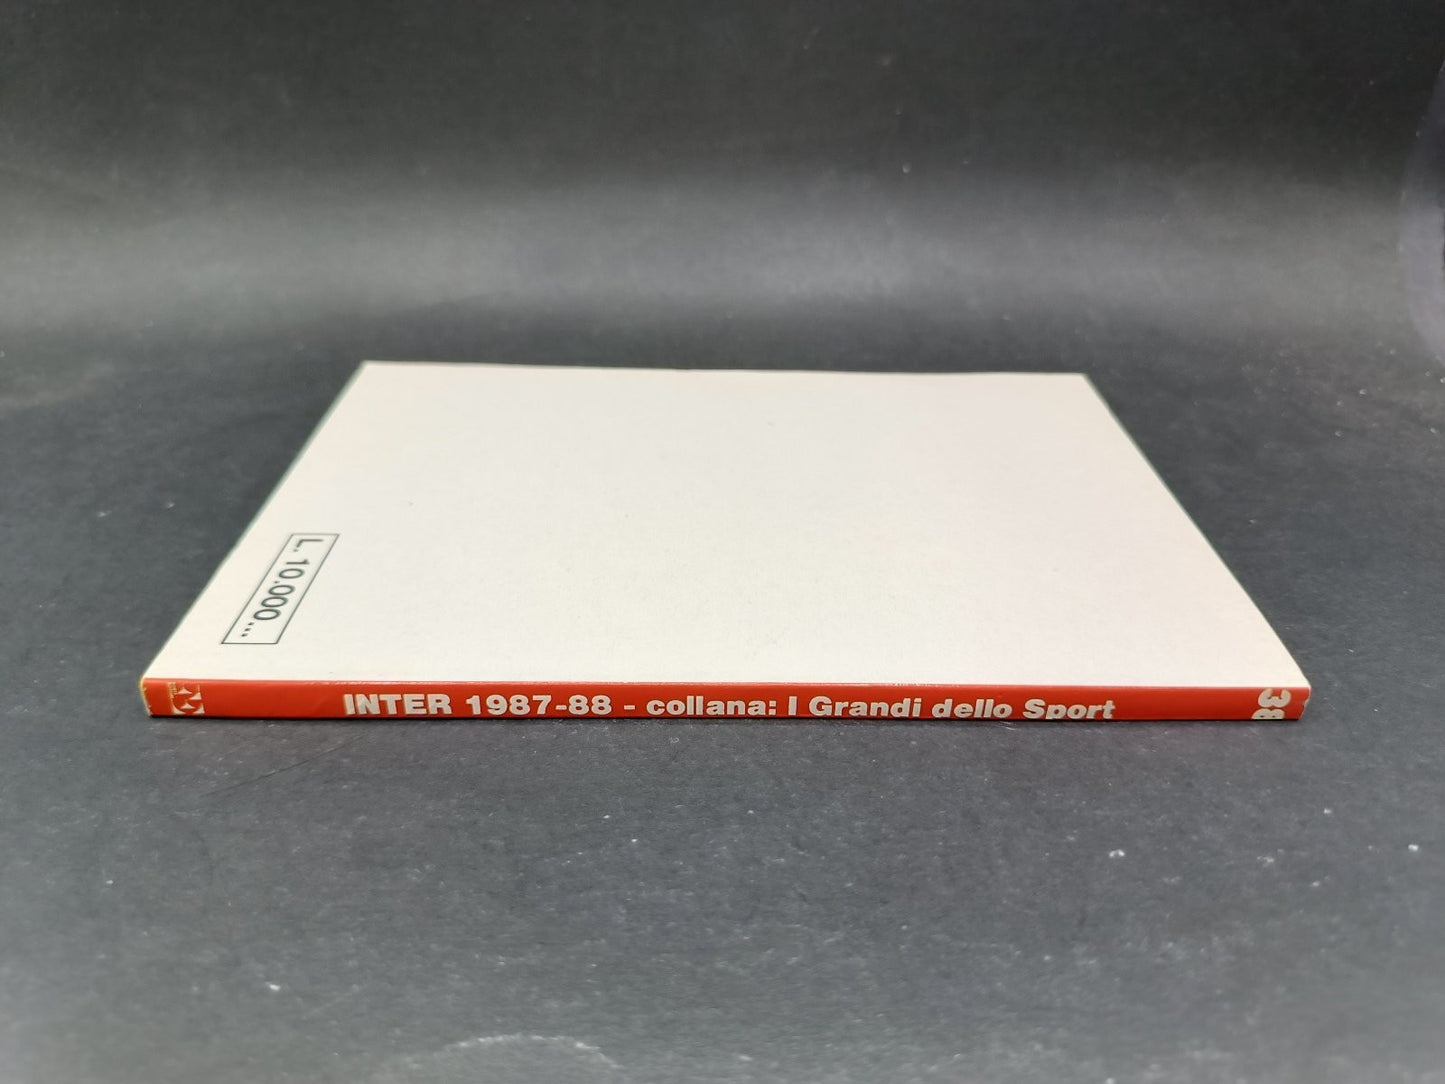 L. 10.000...
INTER 1987-88 - collana: I Grandi dello Sport
38